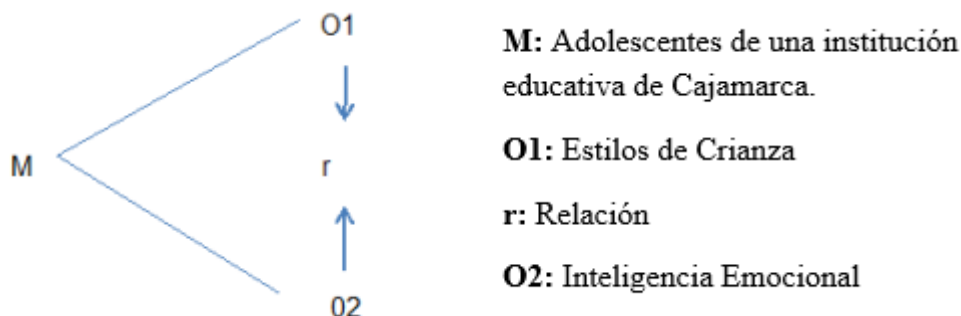 O1
M
r
02
M: Adolescentes de una institución
educativa de Cajamarca.
O1: Estilos de Crianza
r: Relación
O2: Inteligencia Emocional